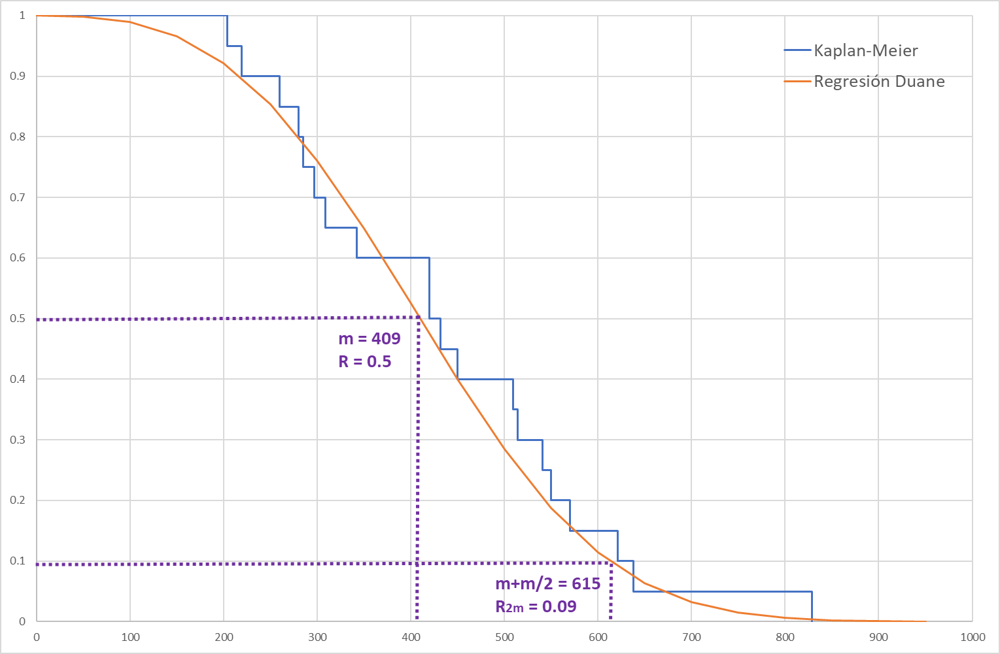 1
0.9
0.8
0.7
0.6
0.5
0.4
0.3
0.2
0.1
0
Kaplan-Meier
Regresión Duane
m = 409
R = 0.5
m+m/2 = 615
R2m = 0.09
0 100 200 300 400 500 600 700 800 900 1000